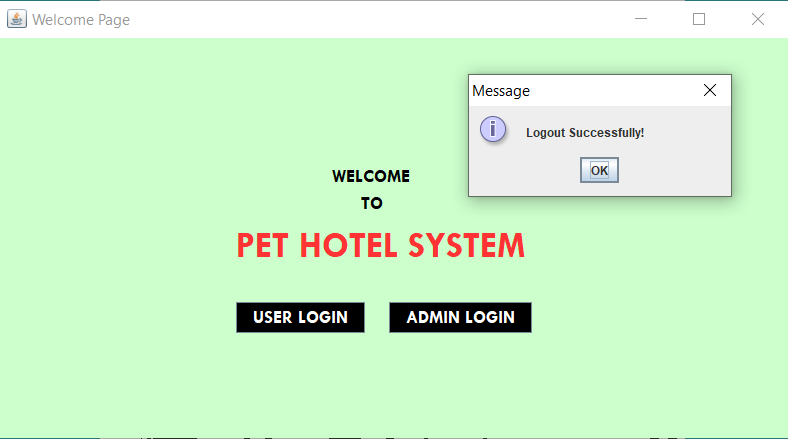 Welcome Page
Message
i
Logout Successfully!
OK
WELCOME
TO
PET HOTEL SYSTEM
USER LOGIN
ADMIN LOGIN